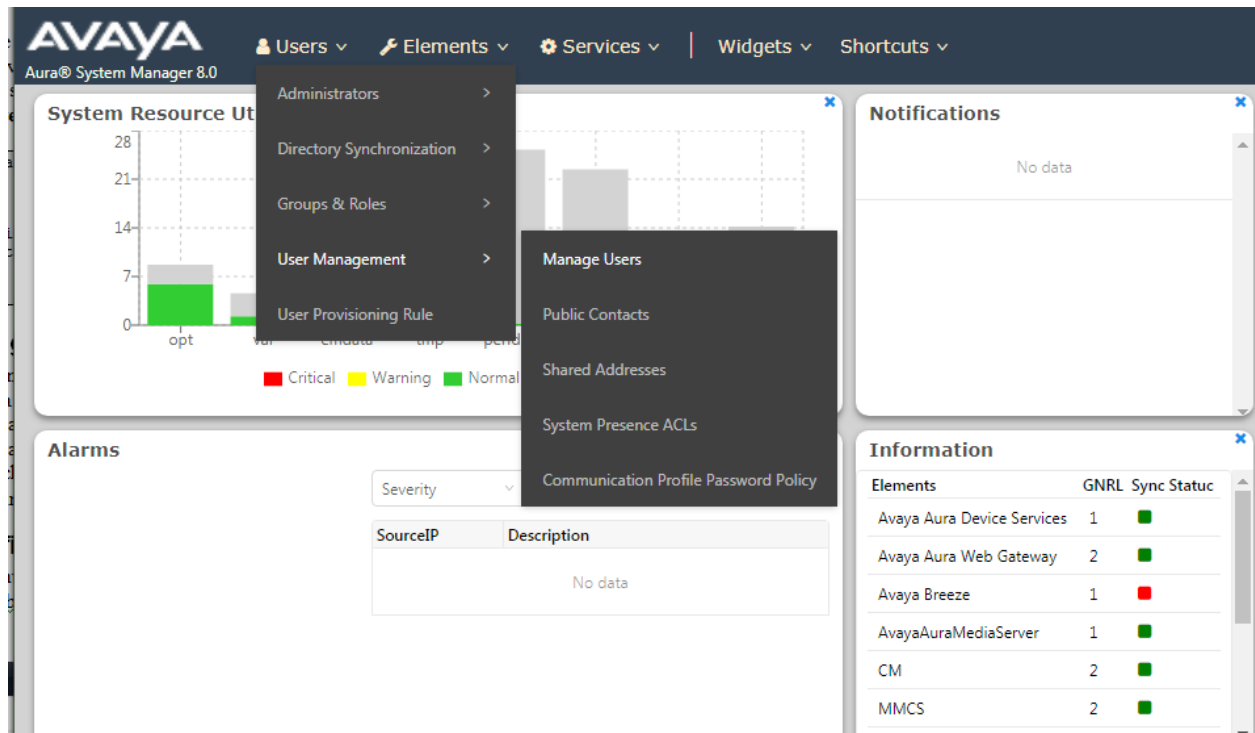 AVAYA
Aura® System Manager 8.0
Users
Elements
Services
Widgets
Shortcuts
Administrators
Directory Synchronization
Groups & Roles
User Management
User Provisioning Rule
Manage Users
Public Contacts
Shared Addresses
System Presence ACLs
Communication Profile Password Policy
System Resource Ut
28
21
14
7
0
opt
Critical Warning Normal
Notifications
No data
Alarms
Severity
SourceIP Description
No data
Information
Elements GNRL Sync Statuc
Avaya Aura Device Services 1
Avaya Aura Web Gateway 2
Avaya Breeze 1
AvayaAuraMediaServer 1
CM 2
MMCS 2